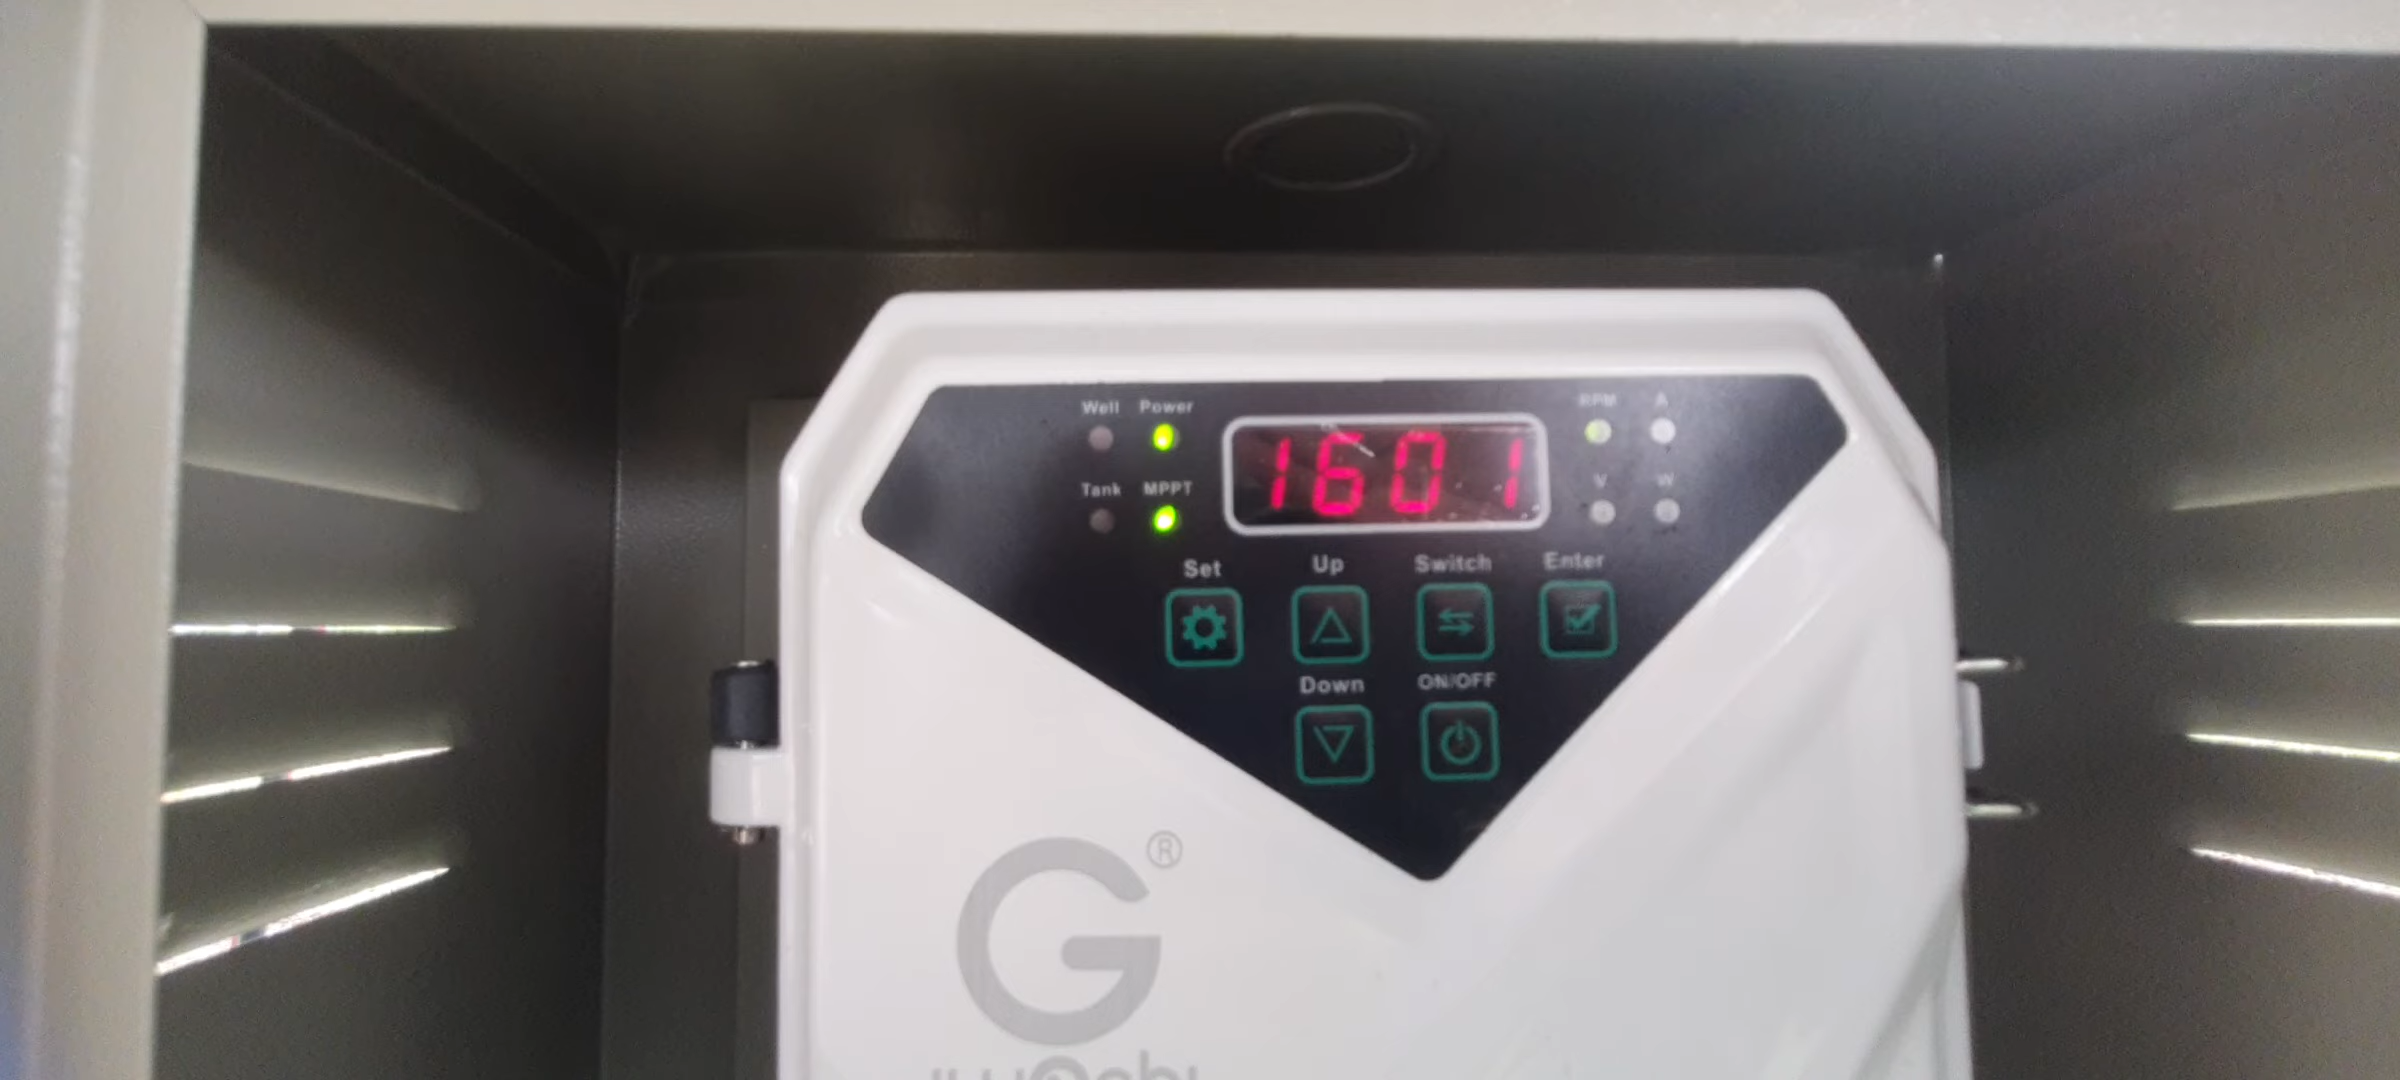 Well Power
RPM A
1601
Tank MPPT
V W
Set Up Switch Enter
Down ON/OFF
G®